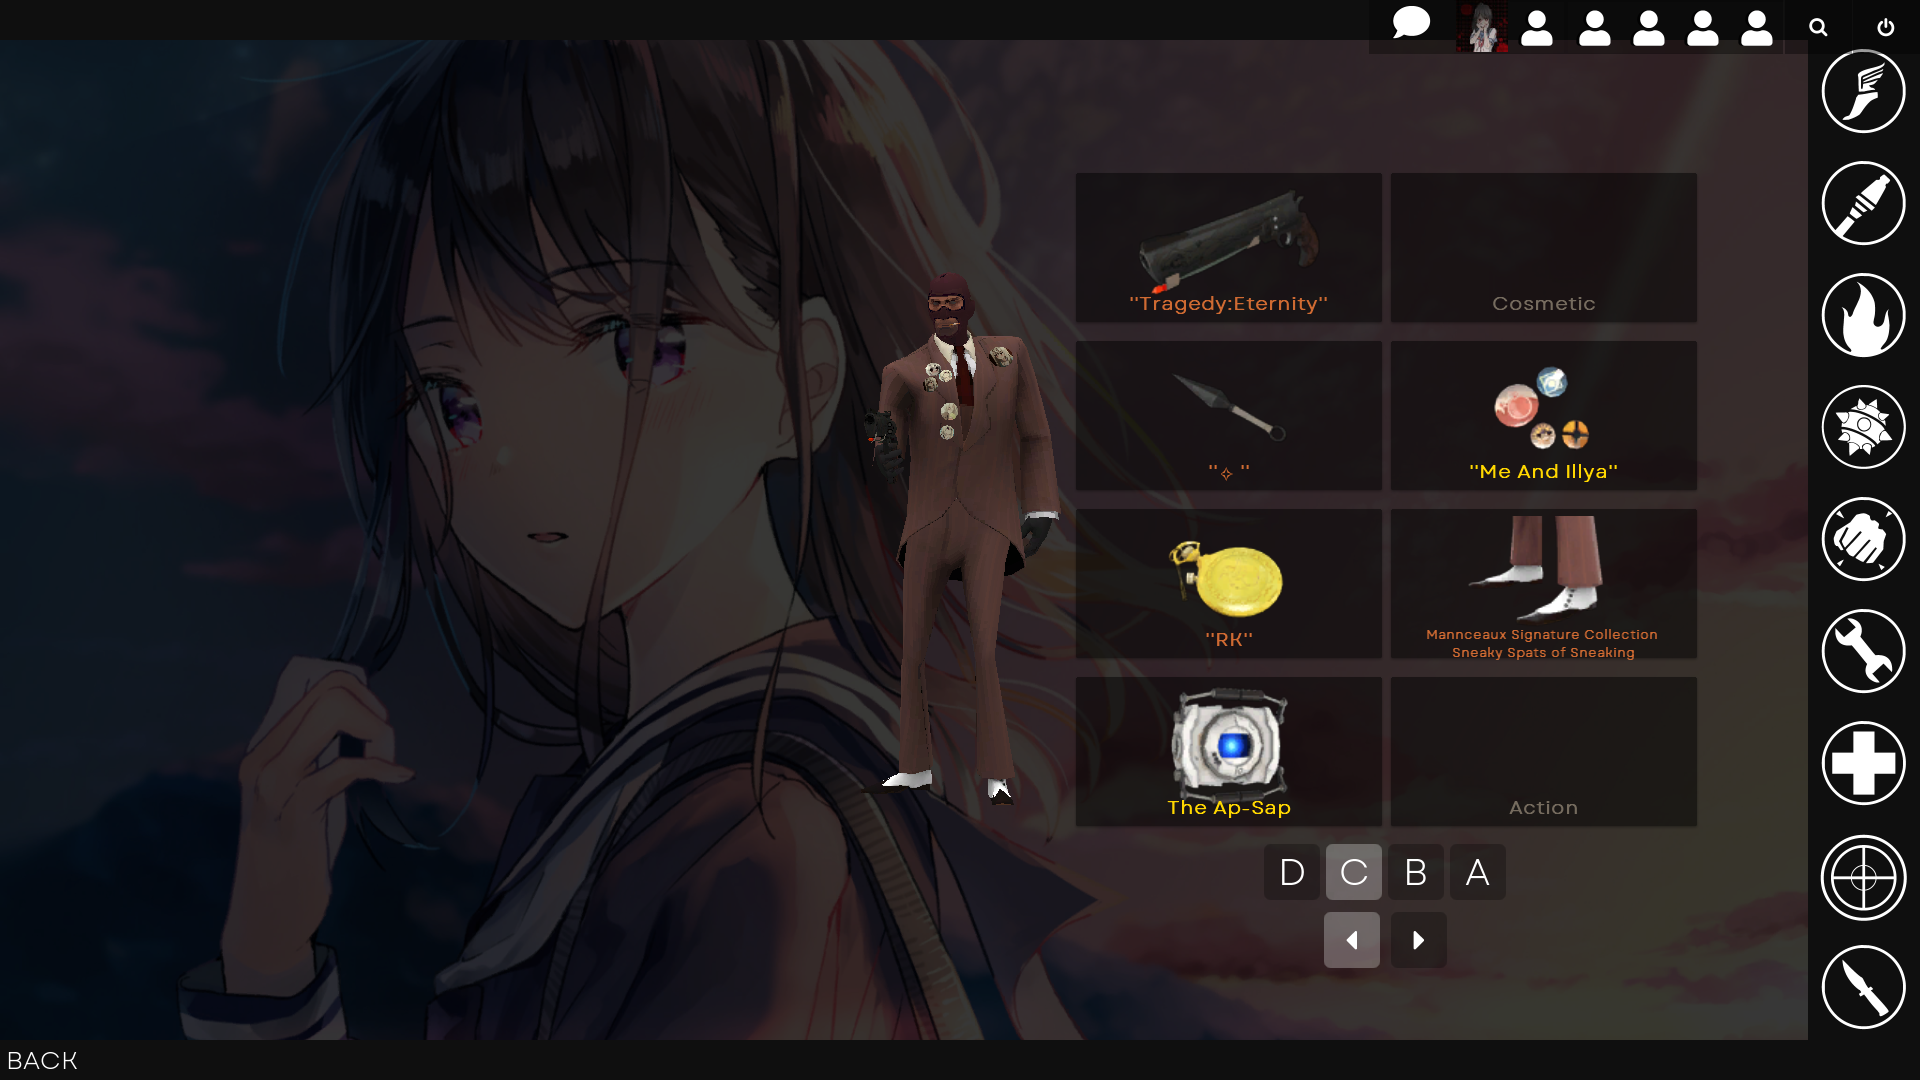 "Tragedy:Eternity"
Cosmetic
"✧ "
"Me And Illya"
"RK"
Mannceaux Signature Collection
Sneaky Spats of Sneaking
The Ap-Sap
Action
D C B A
BACK